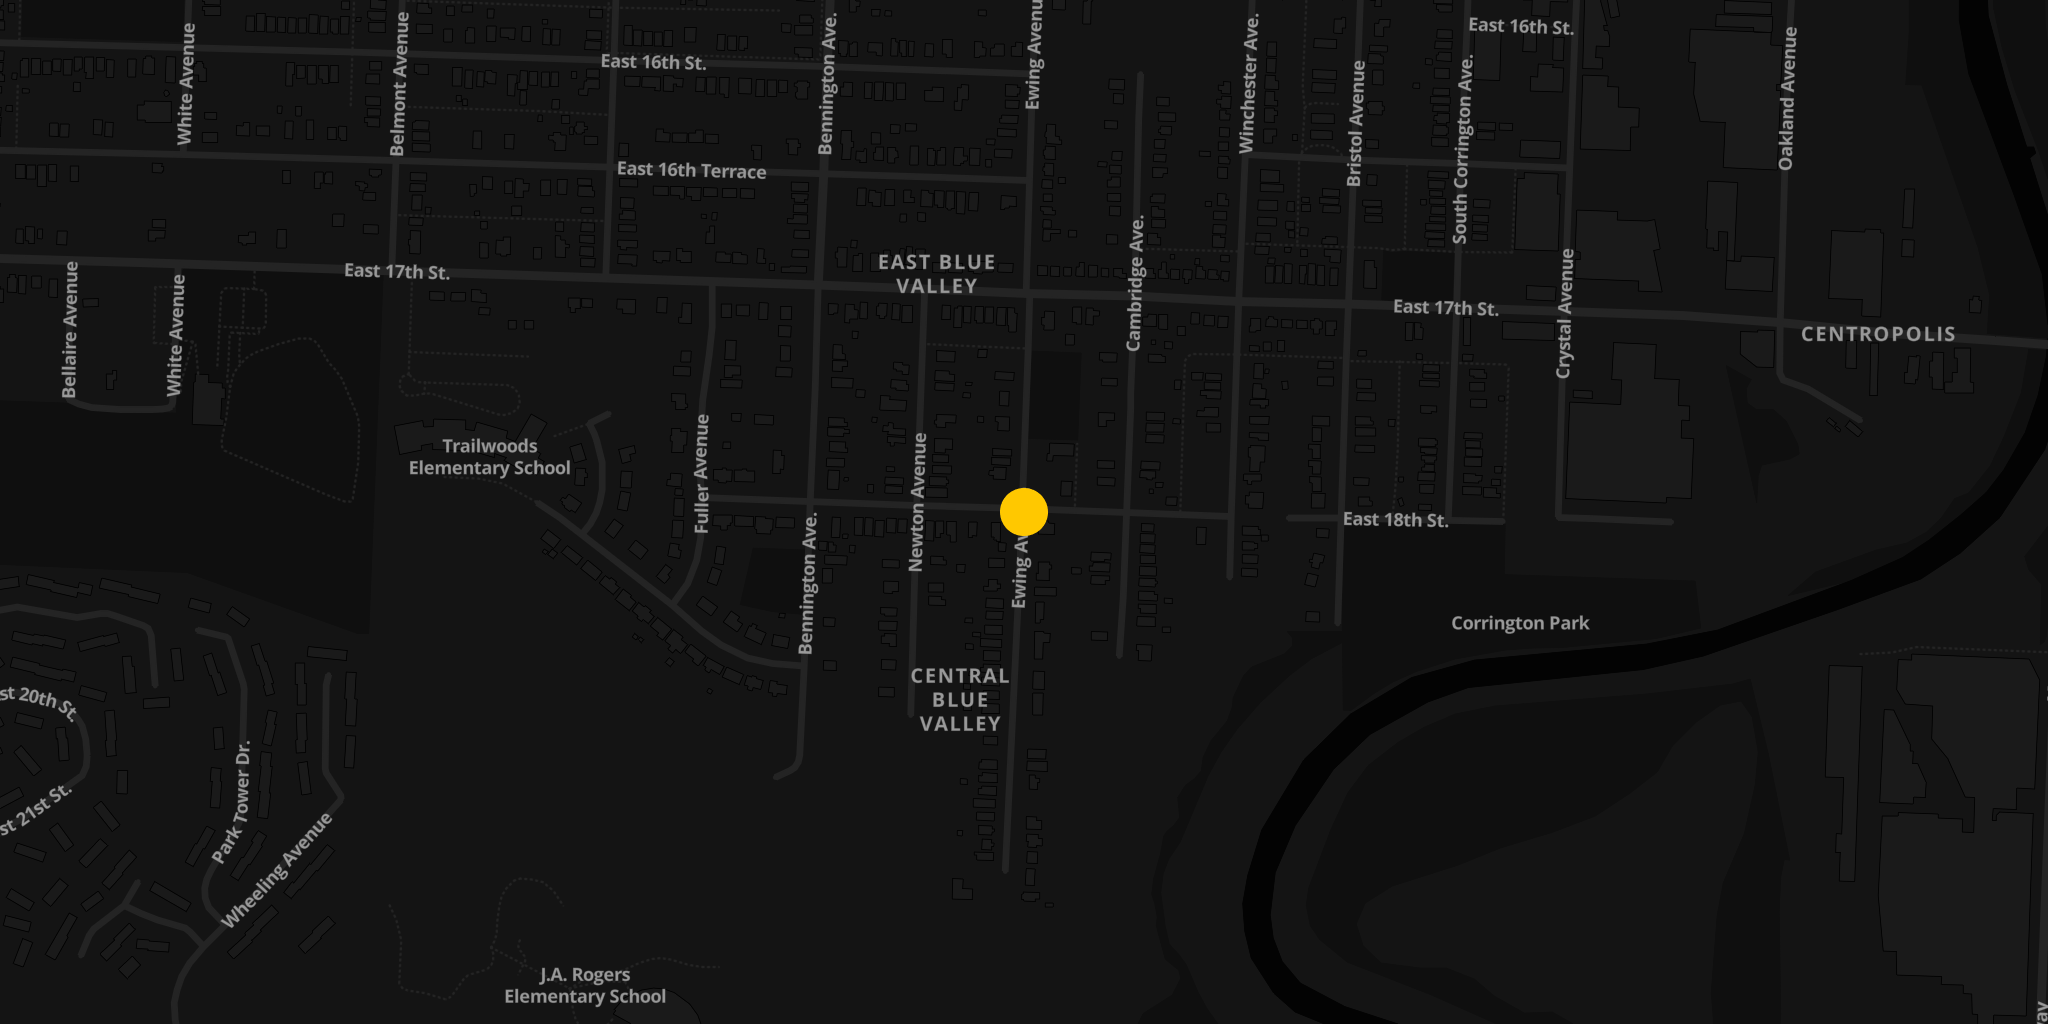 East 16th St.
White Avenue
Belmont Avenue
East 16th St.
Bennington Ave.
Ewing Avenu
Winchester Ave.
Bristol Avenue
South Corrington Ave.
Oakland Avenue
East 16th Terrace
East 17th St.
EAST BLUE
VALLEY
Cambridge Ave.
East 17th St.
Crystal Avenue
CENTROPOLIS
Bellaire Avenue
White Avenue
Trailwoods
Elementary School
Fuller Avenue
Newton Avenue
Bennington Ave.
Ewing Av
East 18th St.
Corrington Park
CENTRAL
BLUE
VALLEY
st 20th St.
st 21st St.
Park Tower Dr.
Wheeling Avenue
J.A. Rogers
Elementary School
ay